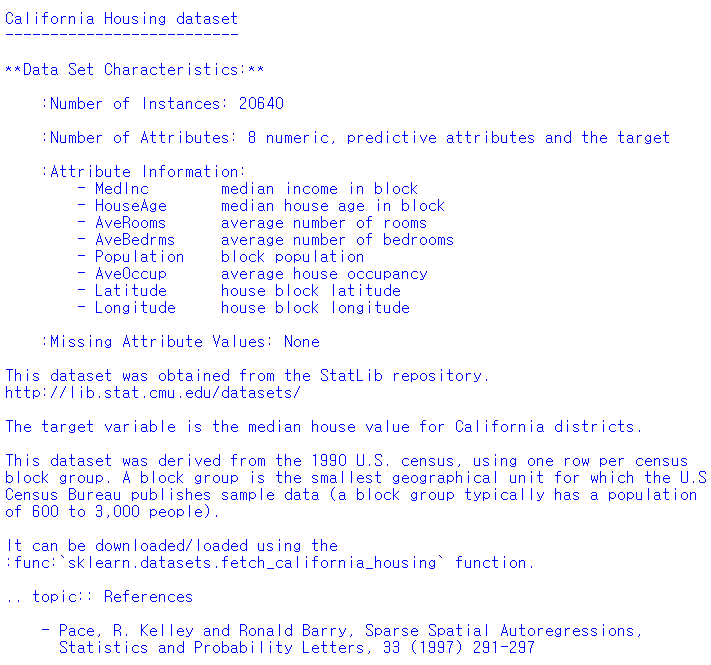 California Housing dataset
--------------------------
**Data Set Characteristics:**
:Number of Instances: 20640
:Number of Attributes: 8 numeric, predictive attributes and the target
:Attribute Information:
- MedInc        median income in block
- HouseAge      median house age in block
- AveRooms      average number of rooms
- AveBedrms     average number of bedrooms
- Population    block population
- AveOccup      average house occupancy
- Latitude      house block latitude
- Longitude     house block longitude
:Missing Attribute Values: None
This dataset was obtained from the StatLib repository.
http://lib.stat.cmu.edu/datasets/
The target variable is the median house value for California districts.
This dataset was derived from the 1990 U.S. census, using one row per census
block group. A block group is the smallest geographical unit for which the U.S
Census Bureau publishes sample data (a block group typically has a population
of 600 to 3,000 people).
It can be downloaded/loaded using the
:func:`sklearn.datasets.fetch_california_housing` function.
.. topic:: References
- Pace, R. Kelley and Ronald Barry, Sparse Spatial Autoregressions,
Statistics and Probability Letters, 33 (1997) 291-297